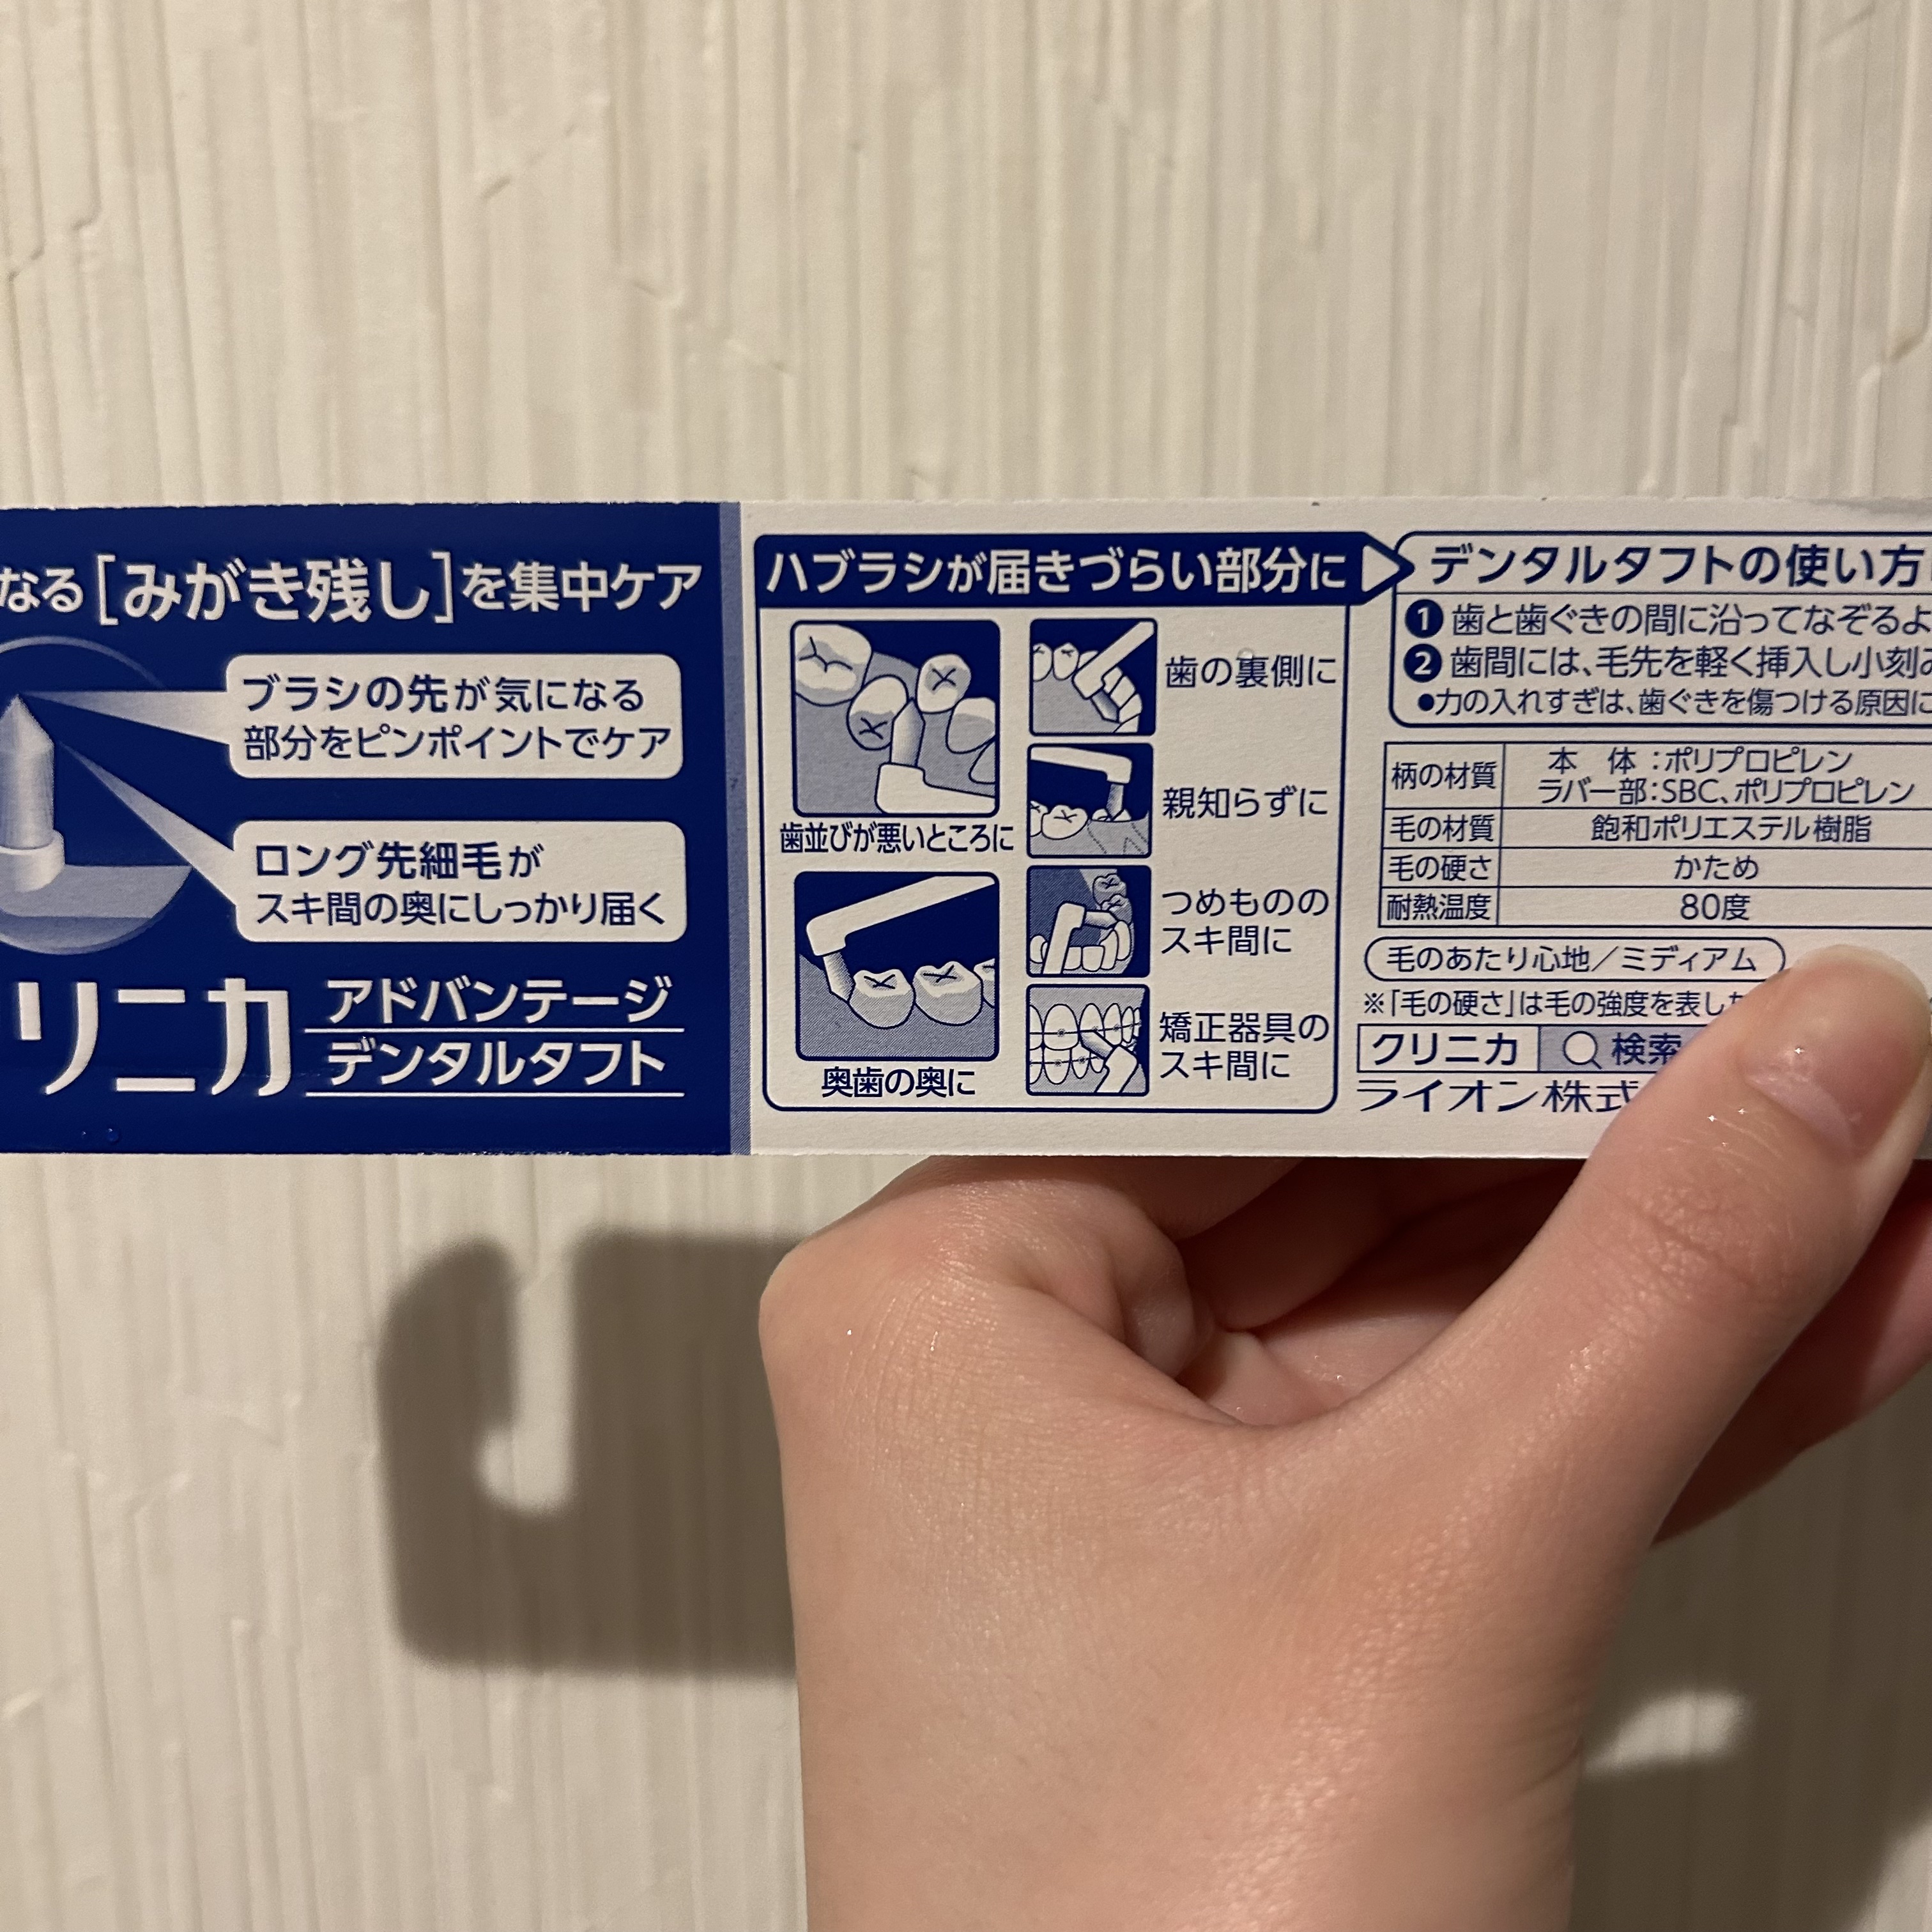 なる[みがき残し]を集中ケア
ブラシの先が気になる
部分をピンポイントでケア
ロング先細毛が
スキ間の奥にしっかり届く
リニカ
アドバンテージ
デンタルタフト
ハブラシが届きづらい部分に
歯並びが悪いところに
奥歯の奥に
歯の裏側に
親知らずに
つめものの
スキ間に
矯正器具の
スキ間に
デンタルタフトの使い方
❶ 歯と歯ぐきの間に沿ってなぞるよ
❷ 歯間には、毛先を軽く挿入し小刻み
●力の入れすぎは、歯ぐきを傷つける原因に
柄の材質 本 体:ポリプロピレン
ラバー部:SBC、ポリプロピレン
毛の材質 飽和ポリエステル樹脂
毛の硬さ かため
耐熱温度 80度
毛のあたり心地/ミディアム
※「毛の硬さ」は毛の強度を表した
クリニカ 検索
ライオン株式